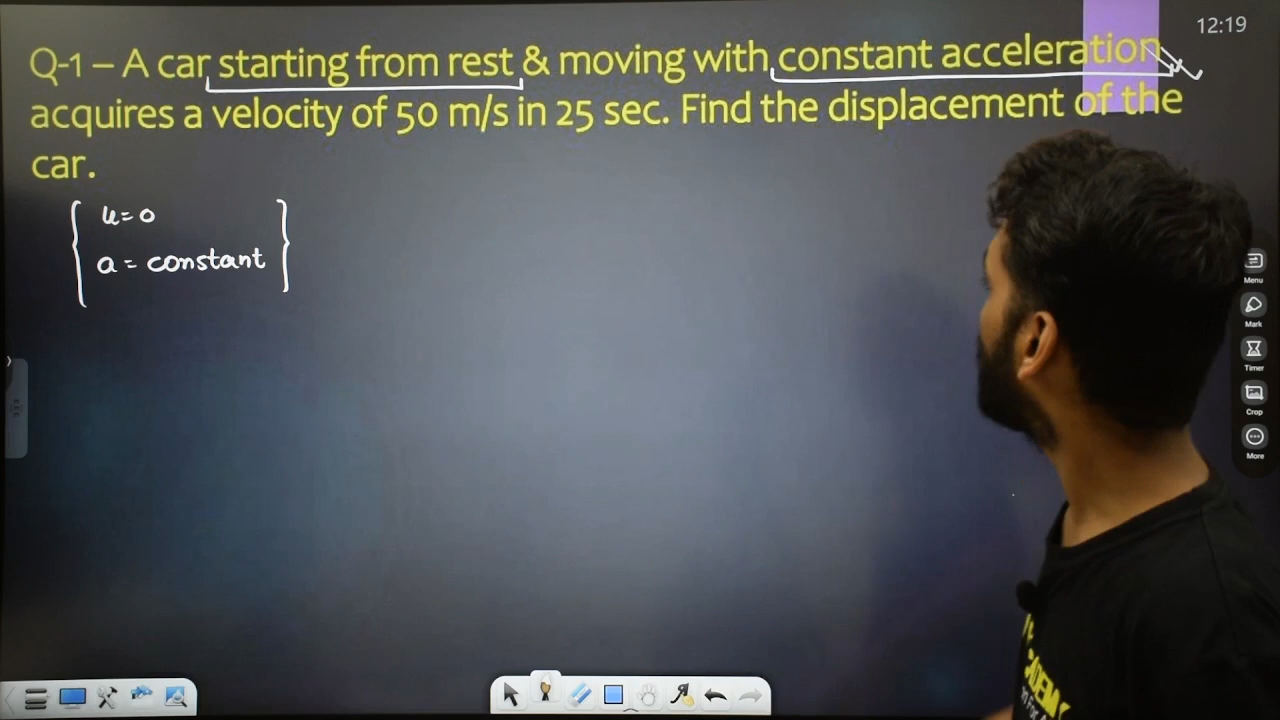 12:19
Q-1 – A car starting from rest & moving with constant acceleration
acquires a velocity of 50 m/s in 25 sec. Find the displacement of the
car.
u = 0
a = constant
Menu
Mark
Timer
Crop
More